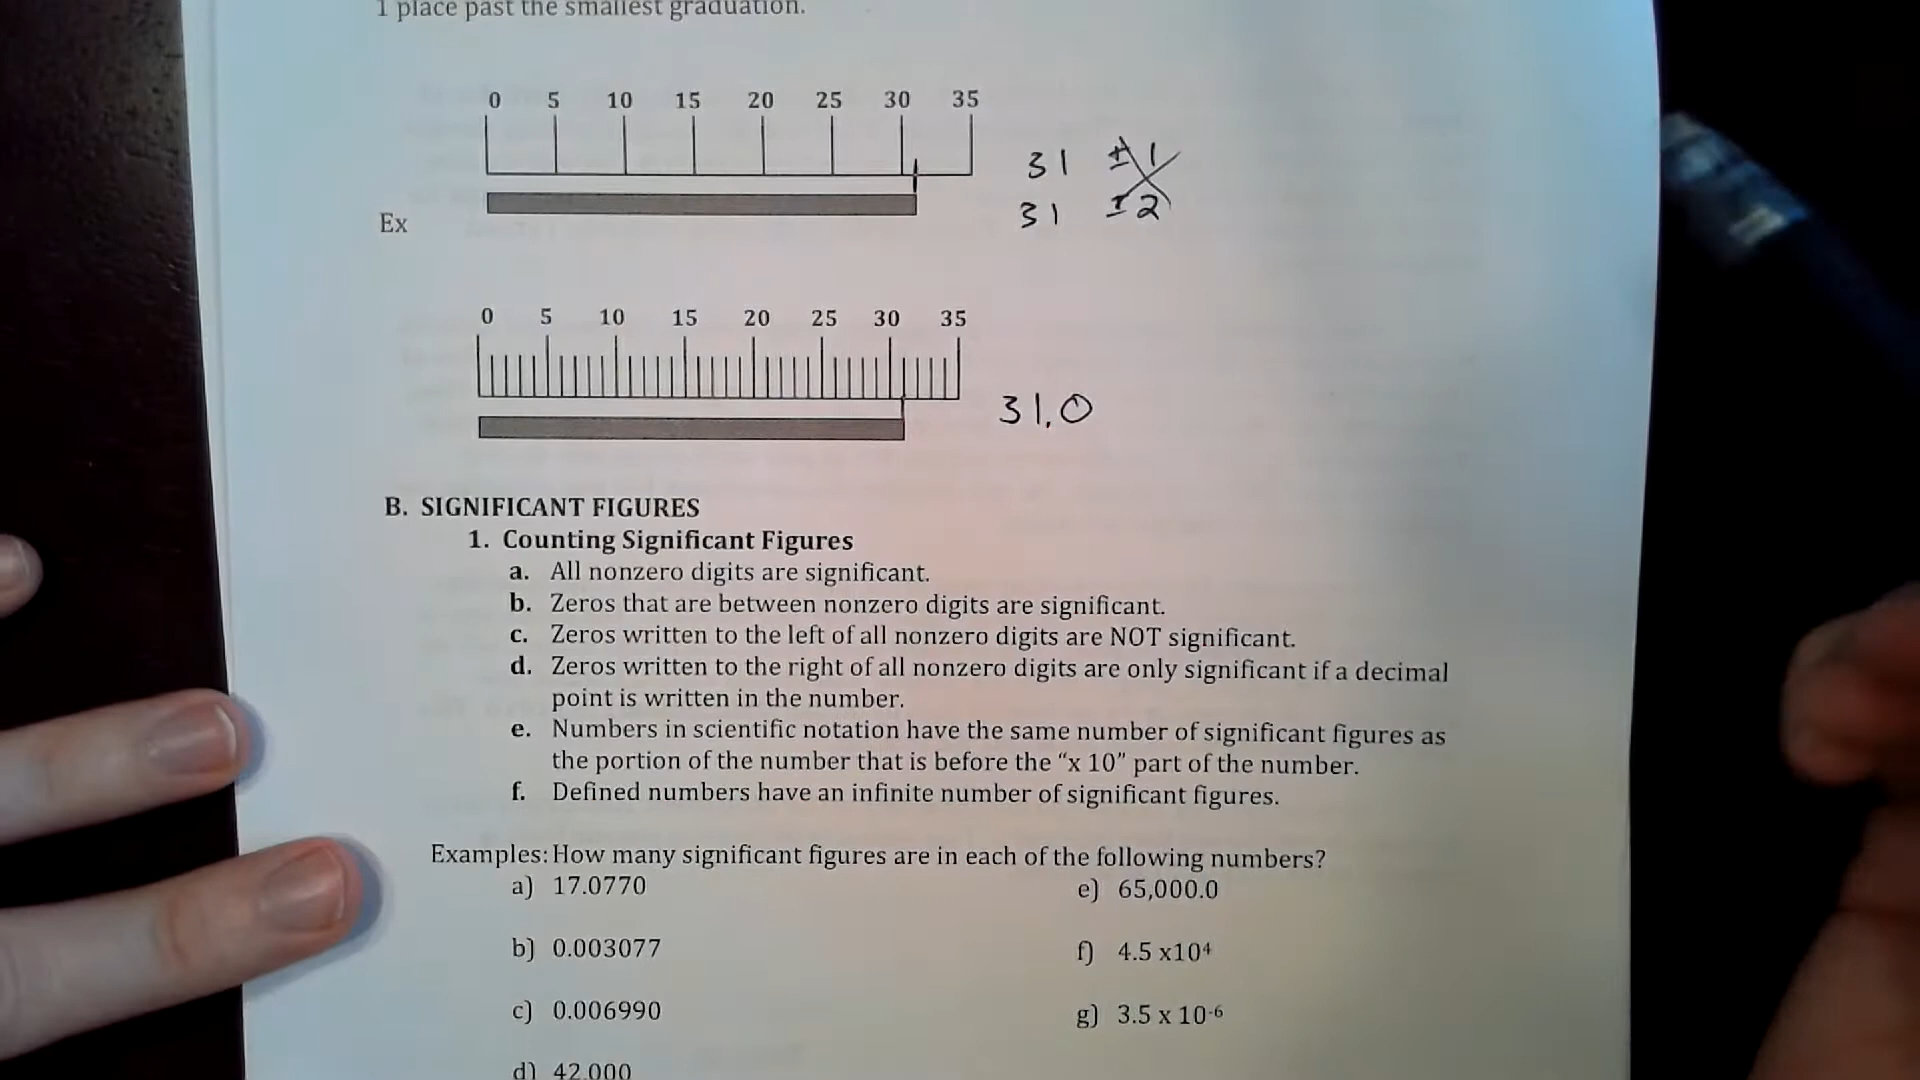 1 place past the smallest graduation.
0 5 10 15 20 25 30 35
31 ±1
31 ±2
Ex
0 5 10 15 20 25 30 35
31.0
B. SIGNIFICANT FIGURES
1. Counting Significant Figures
a. All nonzero digits are significant.
b. Zeros that are between nonzero digits are significant.
c. Zeros written to the left of all nonzero digits are NOT significant.
d. Zeros written to the right of all nonzero digits are only significant if a decimal
point is written in the number.
e. Numbers in scientific notation have the same number of significant figures as
the portion of the number that is before the “x 10” part of the number.
f. Defined numbers have an infinite number of significant figures.
Examples: How many significant figures are in each of the following numbers?
a) 17.0770 e) 65,000.0
b) 0.003077 f) 4.5 x10⁴
c) 0.006990 g) 3.5 x 10⁻⁶
d) 42,000